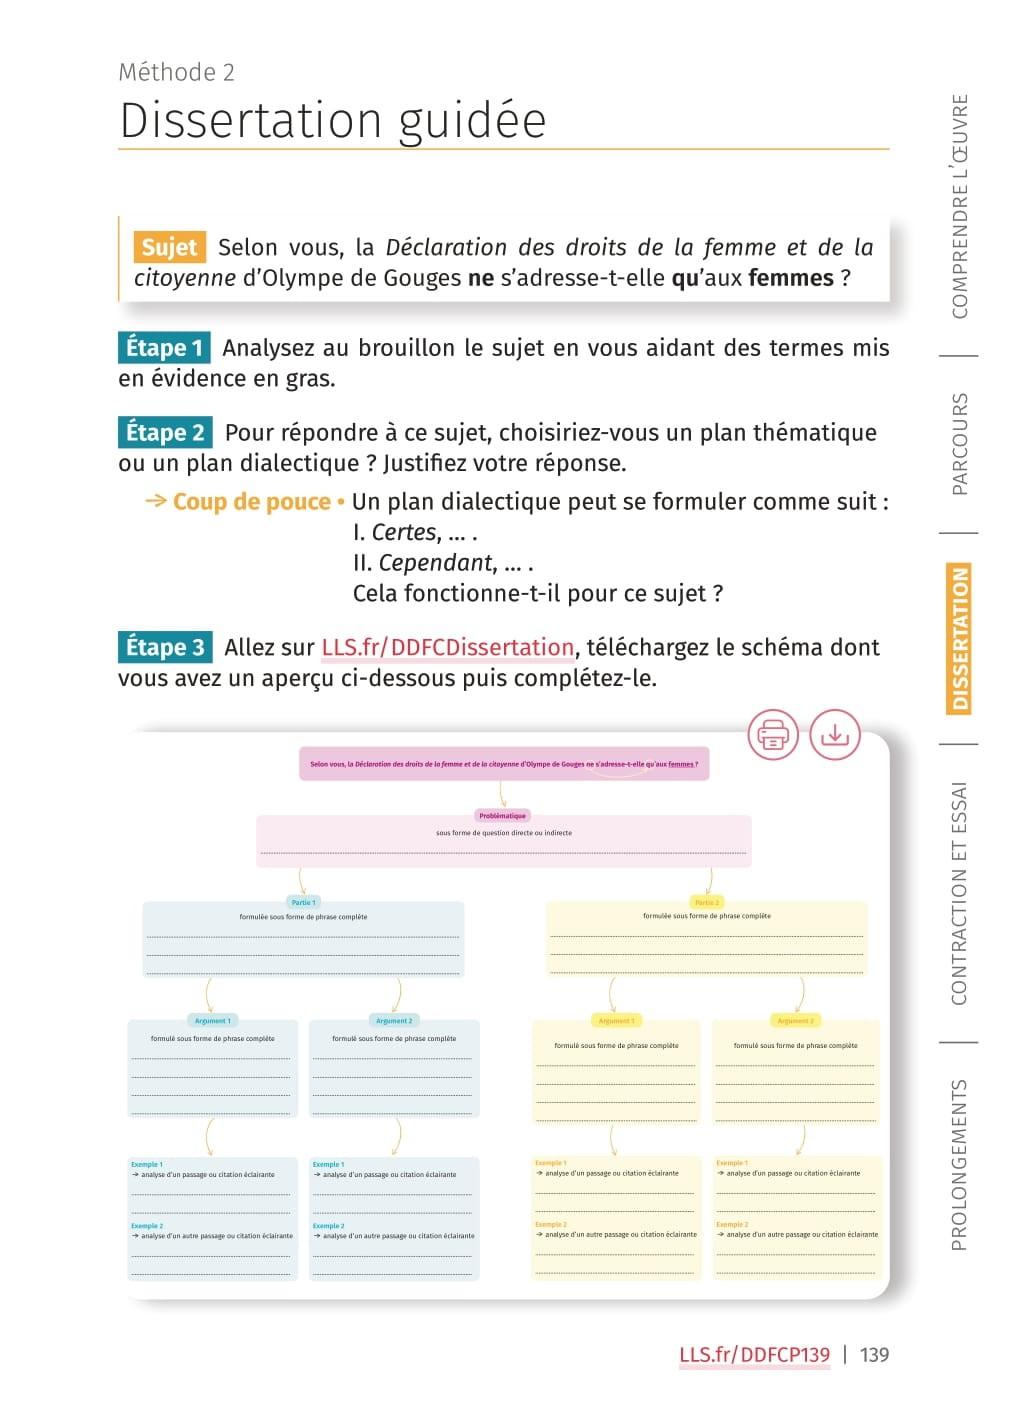 Méthode 2
Dissertation guidée
Sujet Selon vous, la Déclaration des droits de la femme et de la
citoyenne d'Olympe de Gouges ne s'adresse-t-elle qu'aux femmes ?
Étape 1 Analysez au brouillon le sujet en vous aidant des termes mis
en évidence en gras.
Étape 2 Pour répondre à ce sujet, choisiriez-vous un plan thématique
ou un plan dialectique ? Justifiez votre réponse.
→ Coup de pouce • Un plan dialectique peut se formuler comme suit :
I. Certes, ... .
II. Cependant, ... .
Cela fonctionne-t-il pour ce sujet ?
Étape 3 Allez sur LLS.fr/DDFCDissertation, téléchargez le schéma dont
vous avez un aperçu ci-dessous puis complétez-le.
Selon vous, la Déclaration des droits de la femme et de la citoyenne d'Olympe de Gouges ne s'adresse-t-elle qu'aux femmes ?
Problématique
sous forme de question directe ou indirecte
Partie 1
formulée sous forme de phrase complète
Partie 2
formulée sous forme de phrase complète
Argument 1
formulé sous forme de phrase complète
Argument 2
formulé sous forme de phrase complète
Argument 1
formulé sous forme de phrase complète
Argument 2
formulé sous forme de phrase complète
Exemple 1
→ analyse d'un passage ou citation éclairante
Exemple 2
→ analyse d'un autre passage ou citation éclairante
Exemple 1
→ analyse d'un passage ou citation éclairante
Exemple 2
→ analyse d'un autre passage ou citation éclairante
Exemple 1
→ analyse d'un passage ou citation éclairante
Exemple 2
→ analyse d'un autre passage ou citation éclairante
Exemple 1
→ analyse d'un passage ou citation éclairante
Exemple 2
→ analyse d'un autre passage ou citation éclairante
LLS.fr/DDFCP139 | 139
COMPRENDRE L'ŒUVRE
PARCOURS
DISSERTATION
CONTRACTION ET ESSAI
PROLONGEMENTS